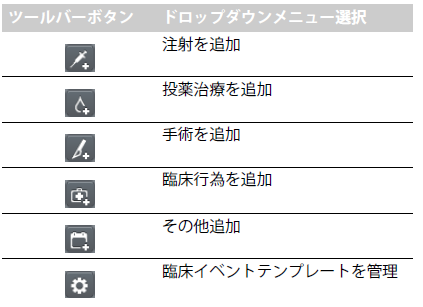 ツールバーボタン ドロップダウンメニュー選択
注射を追加
投薬治療を追加
手術を追加
臨床行為を追加
その他追加
臨床イベントテンプレートを管理